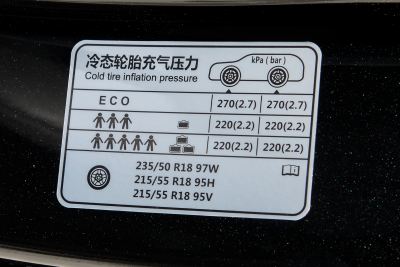 冷态轮胎充气压力
Cold tire inflation pressure
kPa ( bar )
ECO 270(2.7) 270(2.7)
220(2.2) 220(2.2)
220(2.2) 220(2.2)
235/50 R18 97W
215/55 R18 95H
215/55 R18 95V